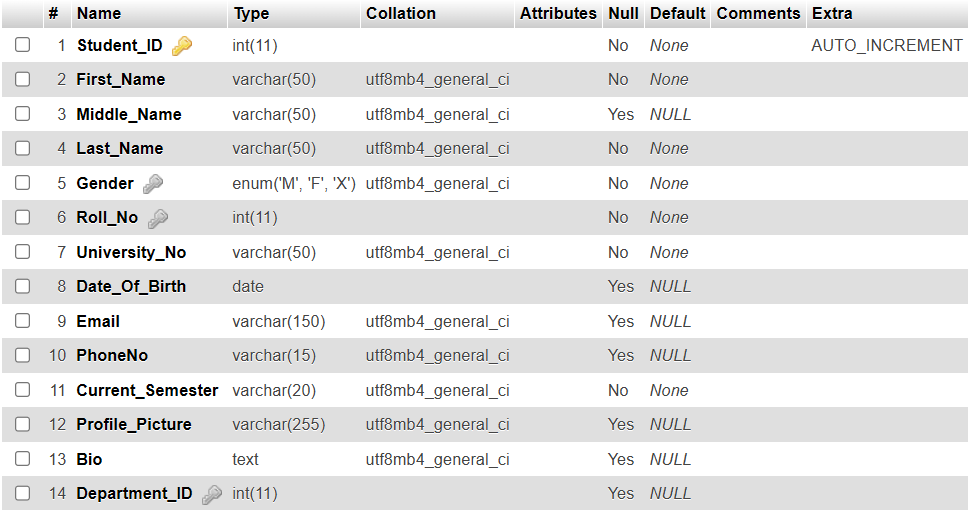 # Name Type Collation Attributes Null Default Comments Extra
1 Student_ID int(11) No None AUTO_INCREMENT
2 First_Name varchar(50) utf8mb4_general_ci No None
3 Middle_Name varchar(50) utf8mb4_general_ci Yes NULL
4 Last_Name varchar(50) utf8mb4_general_ci No None
5 Gender enum('M', 'F', 'X') utf8mb4_general_ci No None
6 Roll_No int(11) No None
7 University_No varchar(50) utf8mb4_general_ci No None
8 Date_Of_Birth date Yes NULL
9 Email varchar(150) utf8mb4_general_ci Yes NULL
10 PhoneNo varchar(15) utf8mb4_general_ci Yes NULL
11 Current_Semester varchar(20) utf8mb4_general_ci No None
12 Profile_Picture varchar(255) utf8mb4_general_ci Yes NULL
13 Bio text utf8mb4_general_ci Yes NULL
14 Department_ID int(11) Yes NULL